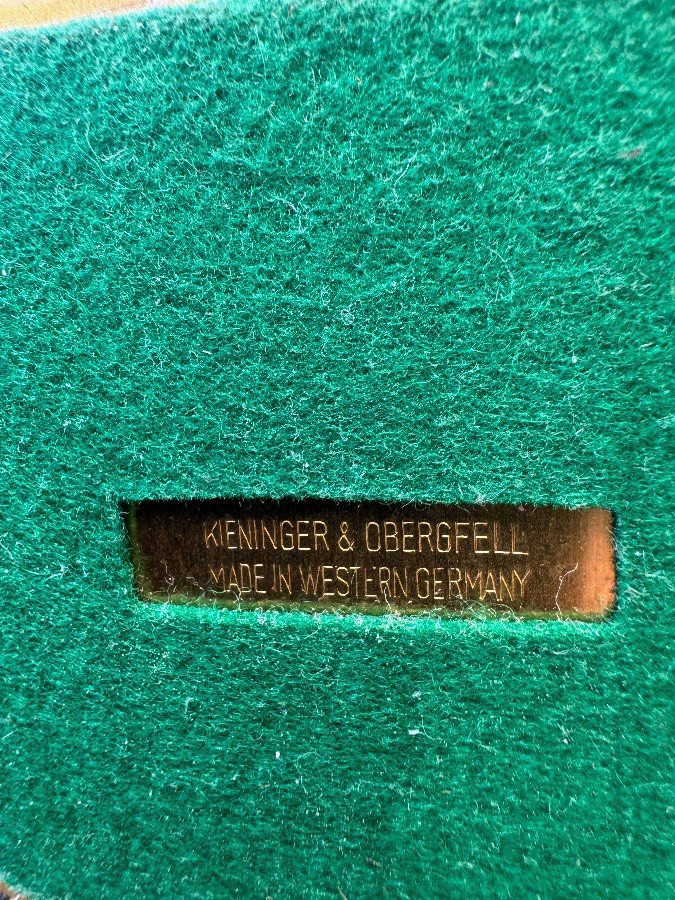 KIENINGER & OBERGFELL
MADE IN WESTERN GERMANY